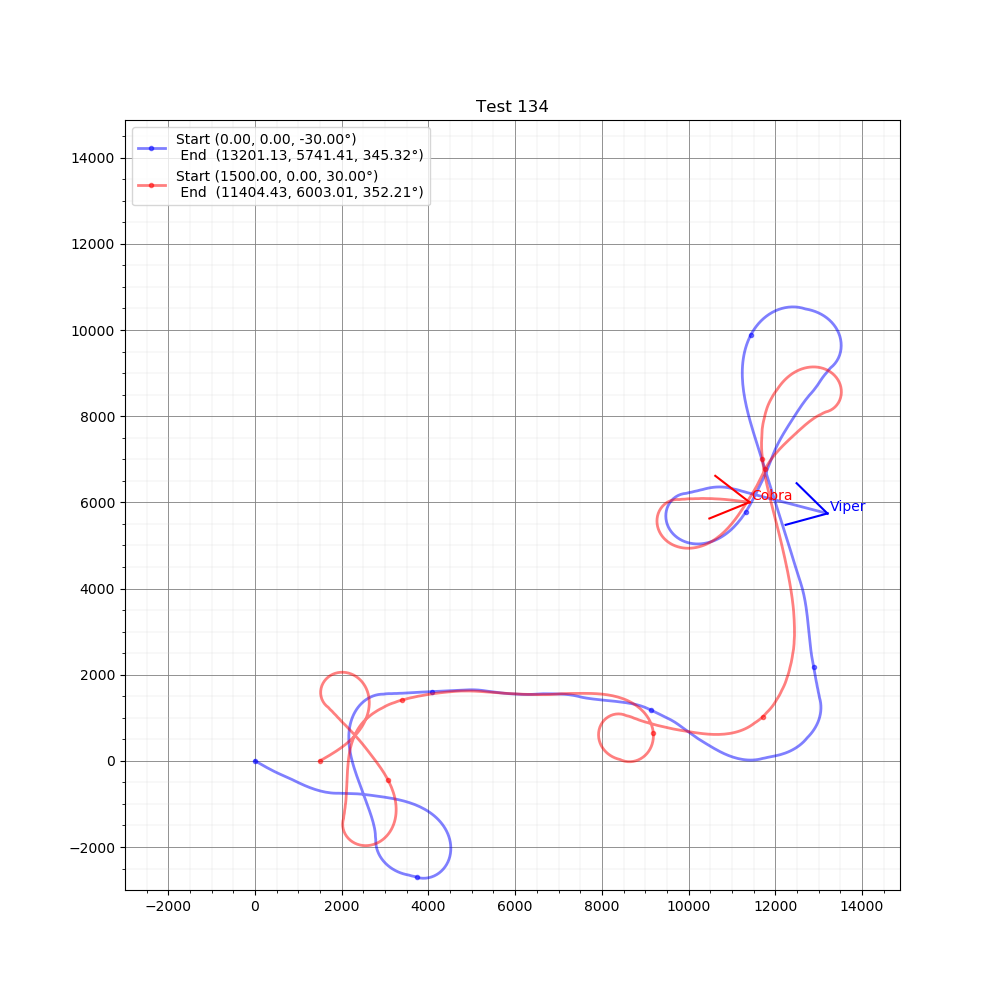 Test 134
Start (0.00, 0.00, -30.00°)
End (13201.13, 5741.41, 345.32°)
Start (1500.00, 0.00, 30.00°)
End (11404.43, 6003.01, 352.21°)
14000
12000
10000
8000
6000
4000
2000
0
−2000
Cobra
Viper
−2000 0 2000 4000 6000 8000 10000 12000 14000